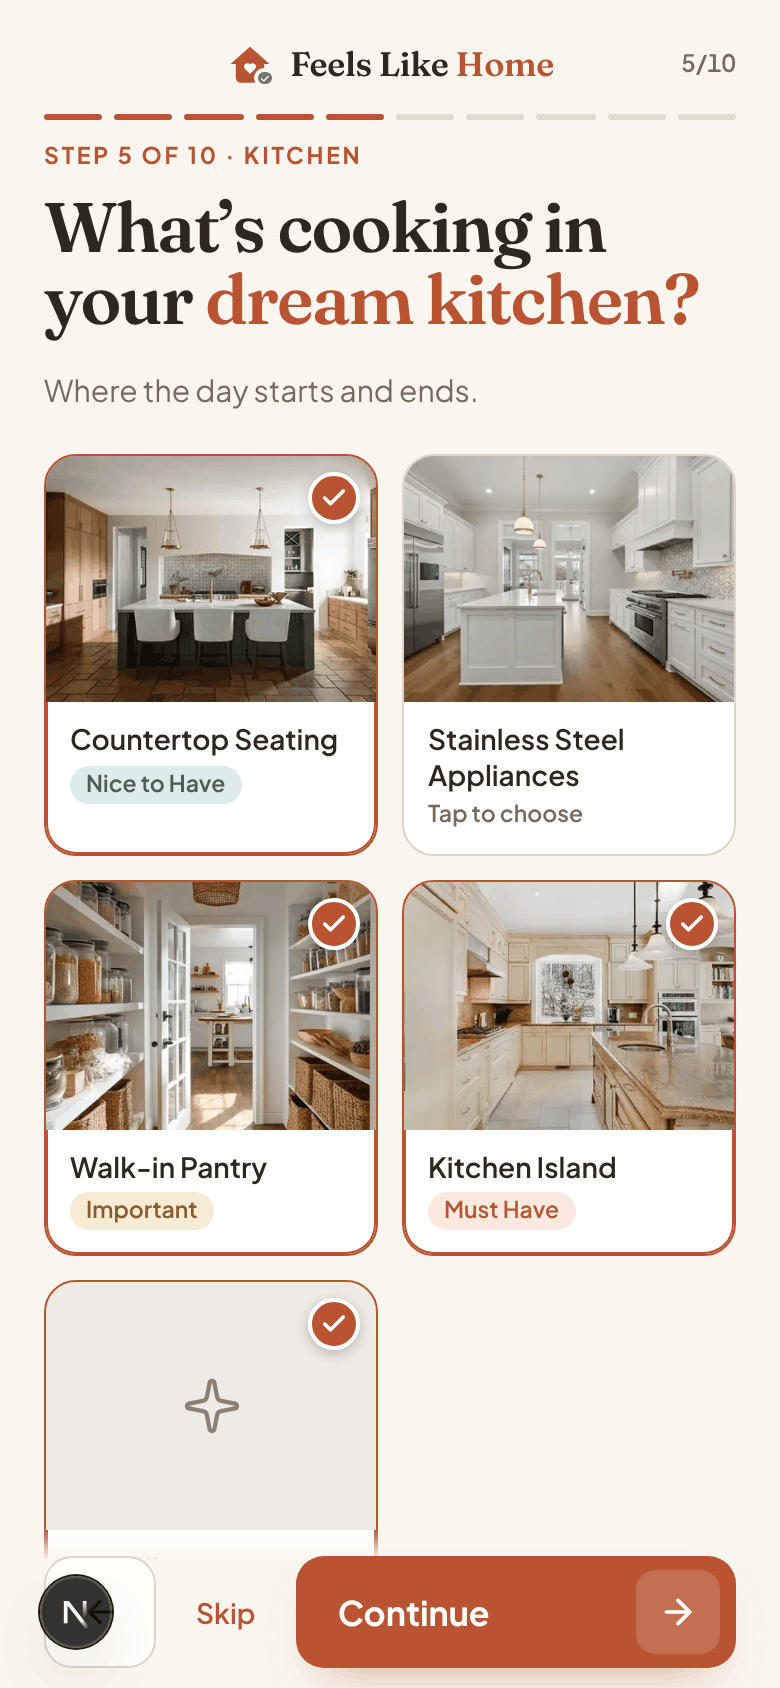 Feels Like Home
5/10
STEP 5 OF 10 · KITCHEN
What’s cooking in
your dream kitchen?
Where the day starts and ends.
Countertop Seating
Nice to Have
Stainless Steel
Appliances
Tap to choose
Walk-in Pantry
Important
Kitchen Island
Must Have
N
Skip
Continue